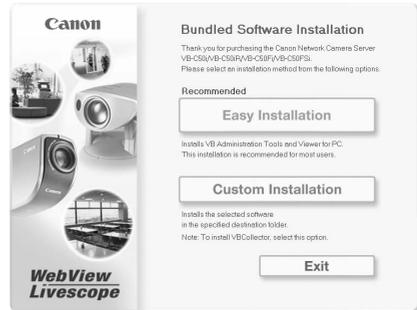 Canon
WebView
Livescope
Bundled Software Installation
Thank you for purchasing the Canon Network Camera Server
VB-C50i/VB-C50iR/VB-C50Fi/VB-C50FSi.
Please select an installation method from the following options.
Recommended
Easy Installation
Installs VB Administration Tools and Viewer for PC.
This installation is recommended for most users.
Custom Installation
Installs the selected software
in the specified destination folder.
Note: To install VBCollector, select this option.
Exit